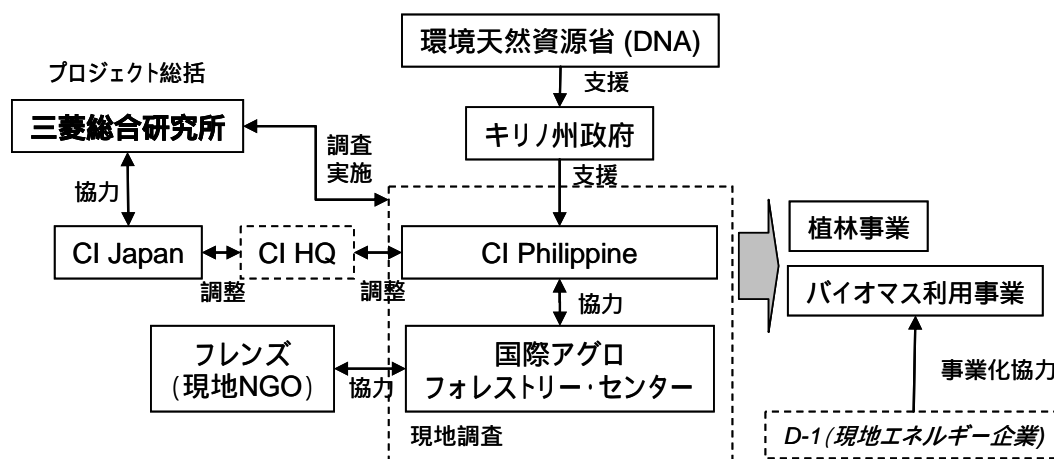 環境天然資源省 (DNA)
支援
プロジェクト総括
三菱総合研究所
キリノ州政府
調査
実施
支援
協力
CI Japan
CI HQ
CI Philippine
調整
調整
植林事業
バイオマス利用事業
協力
フレンズ
(現地NGO)
協力
国際アグロ
フォレストリー・センター
現地調査
事業化協力
D-1(現地エネルギー企業)